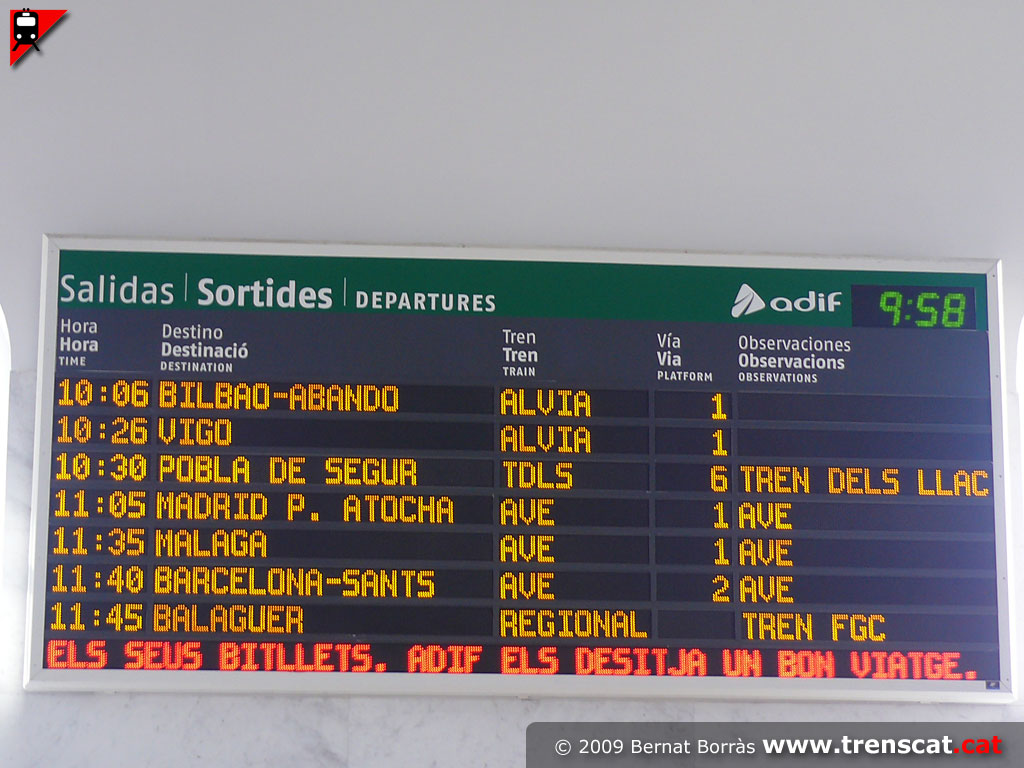 Salidas Sortides DEPARTURES adif 9:58
Hora Destino Tren Vía Observaciones
Hora Destinació Tren Via Observacions
TIME DESTINATION TRAIN PLATFORM OBSERVATIONS
10:06 BILBAO-ABANDO ALVIA 1
10:26 VIGO ALVIA 1
10:30 POBLA DE SEGUR TDLS 6 TREN DELS LLAC
11:05 MADRID P. ATOCHA AVE 1 AVE
11:35 MALAGA AVE 1 AVE
11:40 BARCELONA-SANTS AVE 2 AVE
11:45 BALAGUER REGIONAL TREN FGC
ELS SEUS BITLLETS. ADIF ELS DESITJA UN BON VIATGE.
© 2009 Bernat Borràs www.trenscat.cat